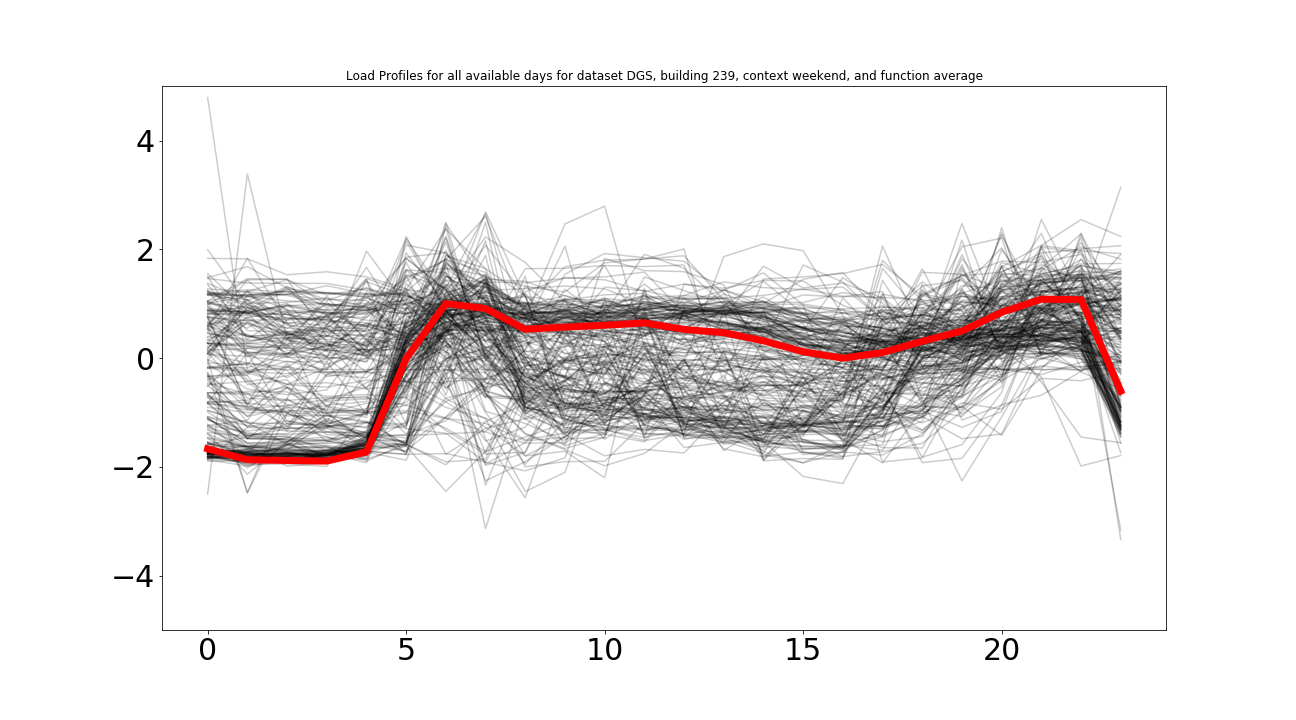 Load Profiles for all available days for dataset DGS, building 239, context weekend, and function average
4
2
0
−2
−4
0 5 10 15 20